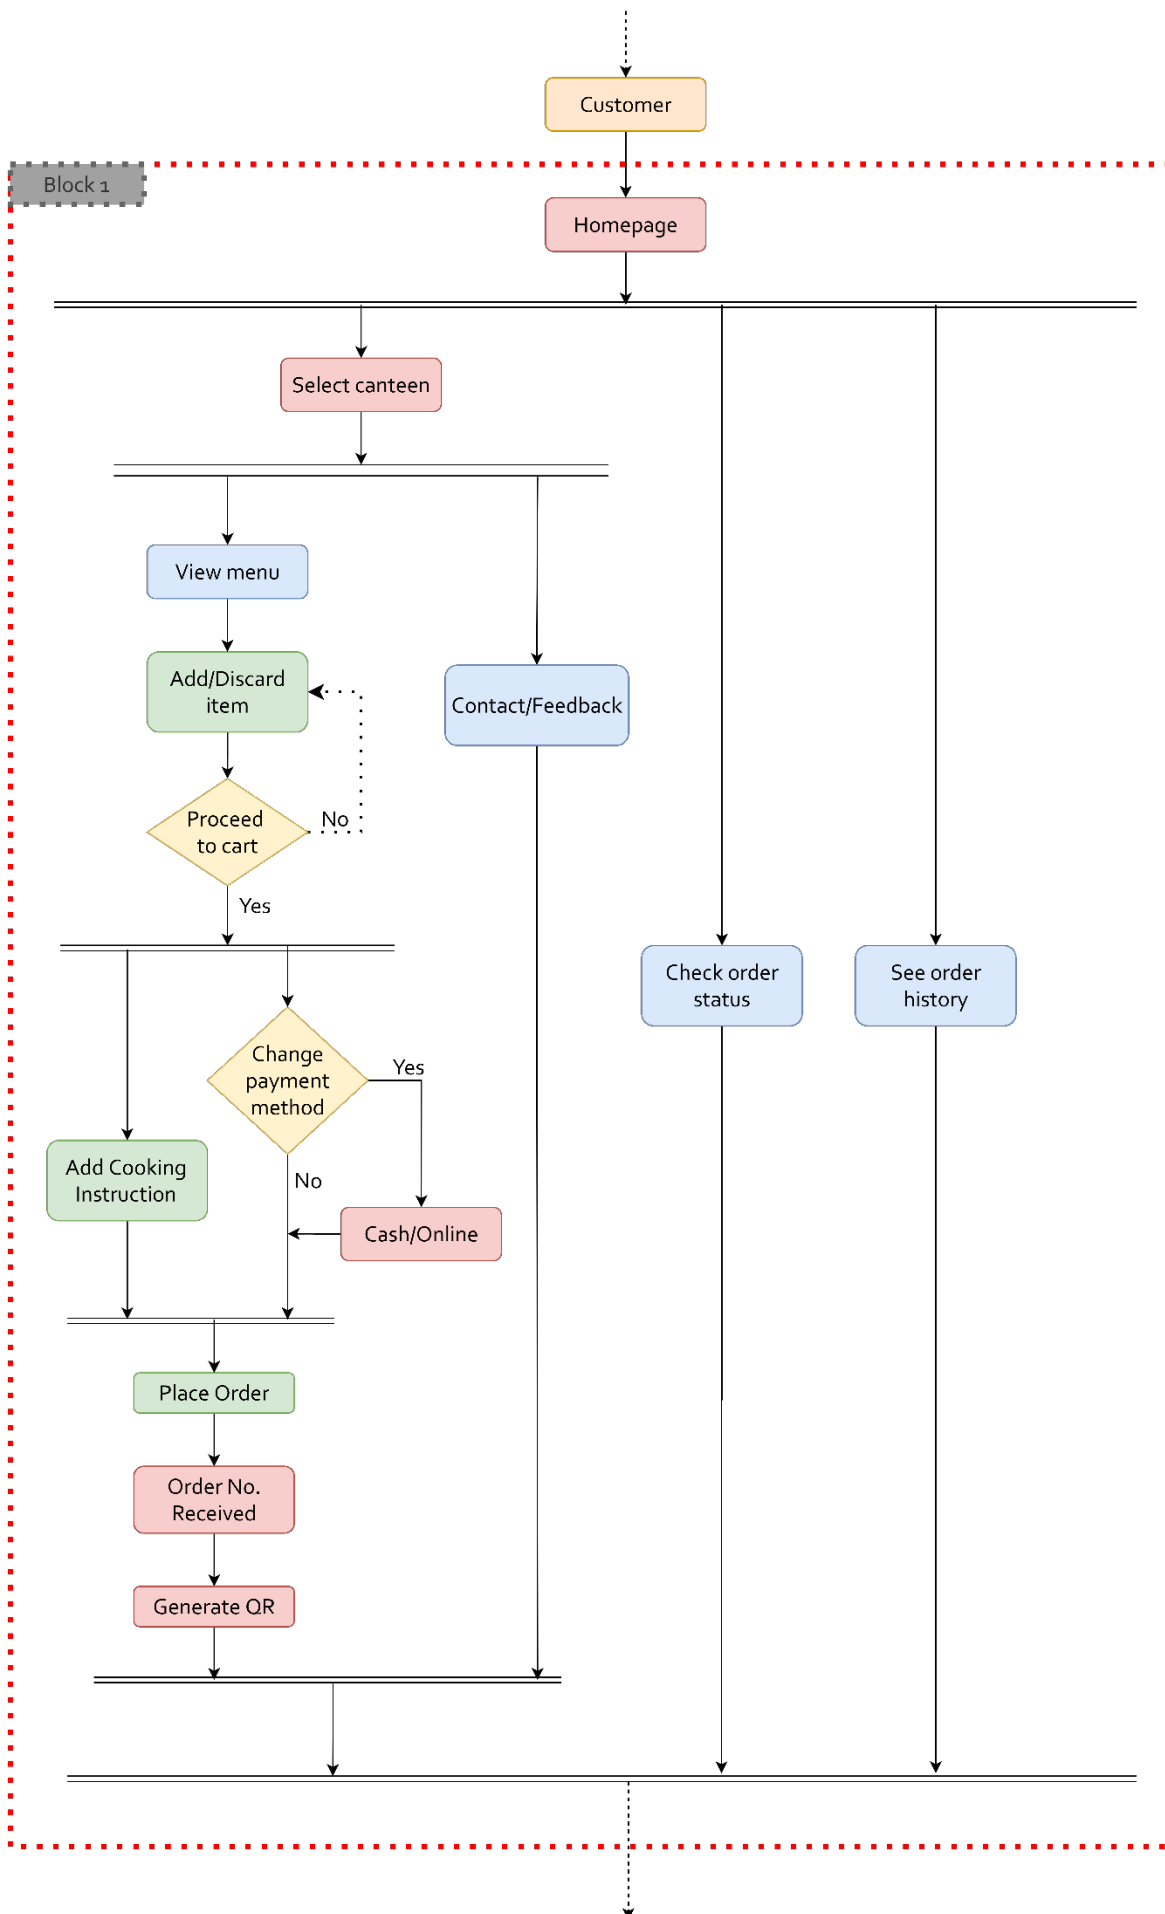 Customer
Block 1
Homepage
Select canteen
View menu
Add/Discard
item
Contact/Feedback
Proceed
to cart
No
Yes
Check order
status
See order
history
Change
payment
method
Yes
Add Cooking
Instruction
No
Cash/Online
Place Order
Order No.
Received
Generate QR